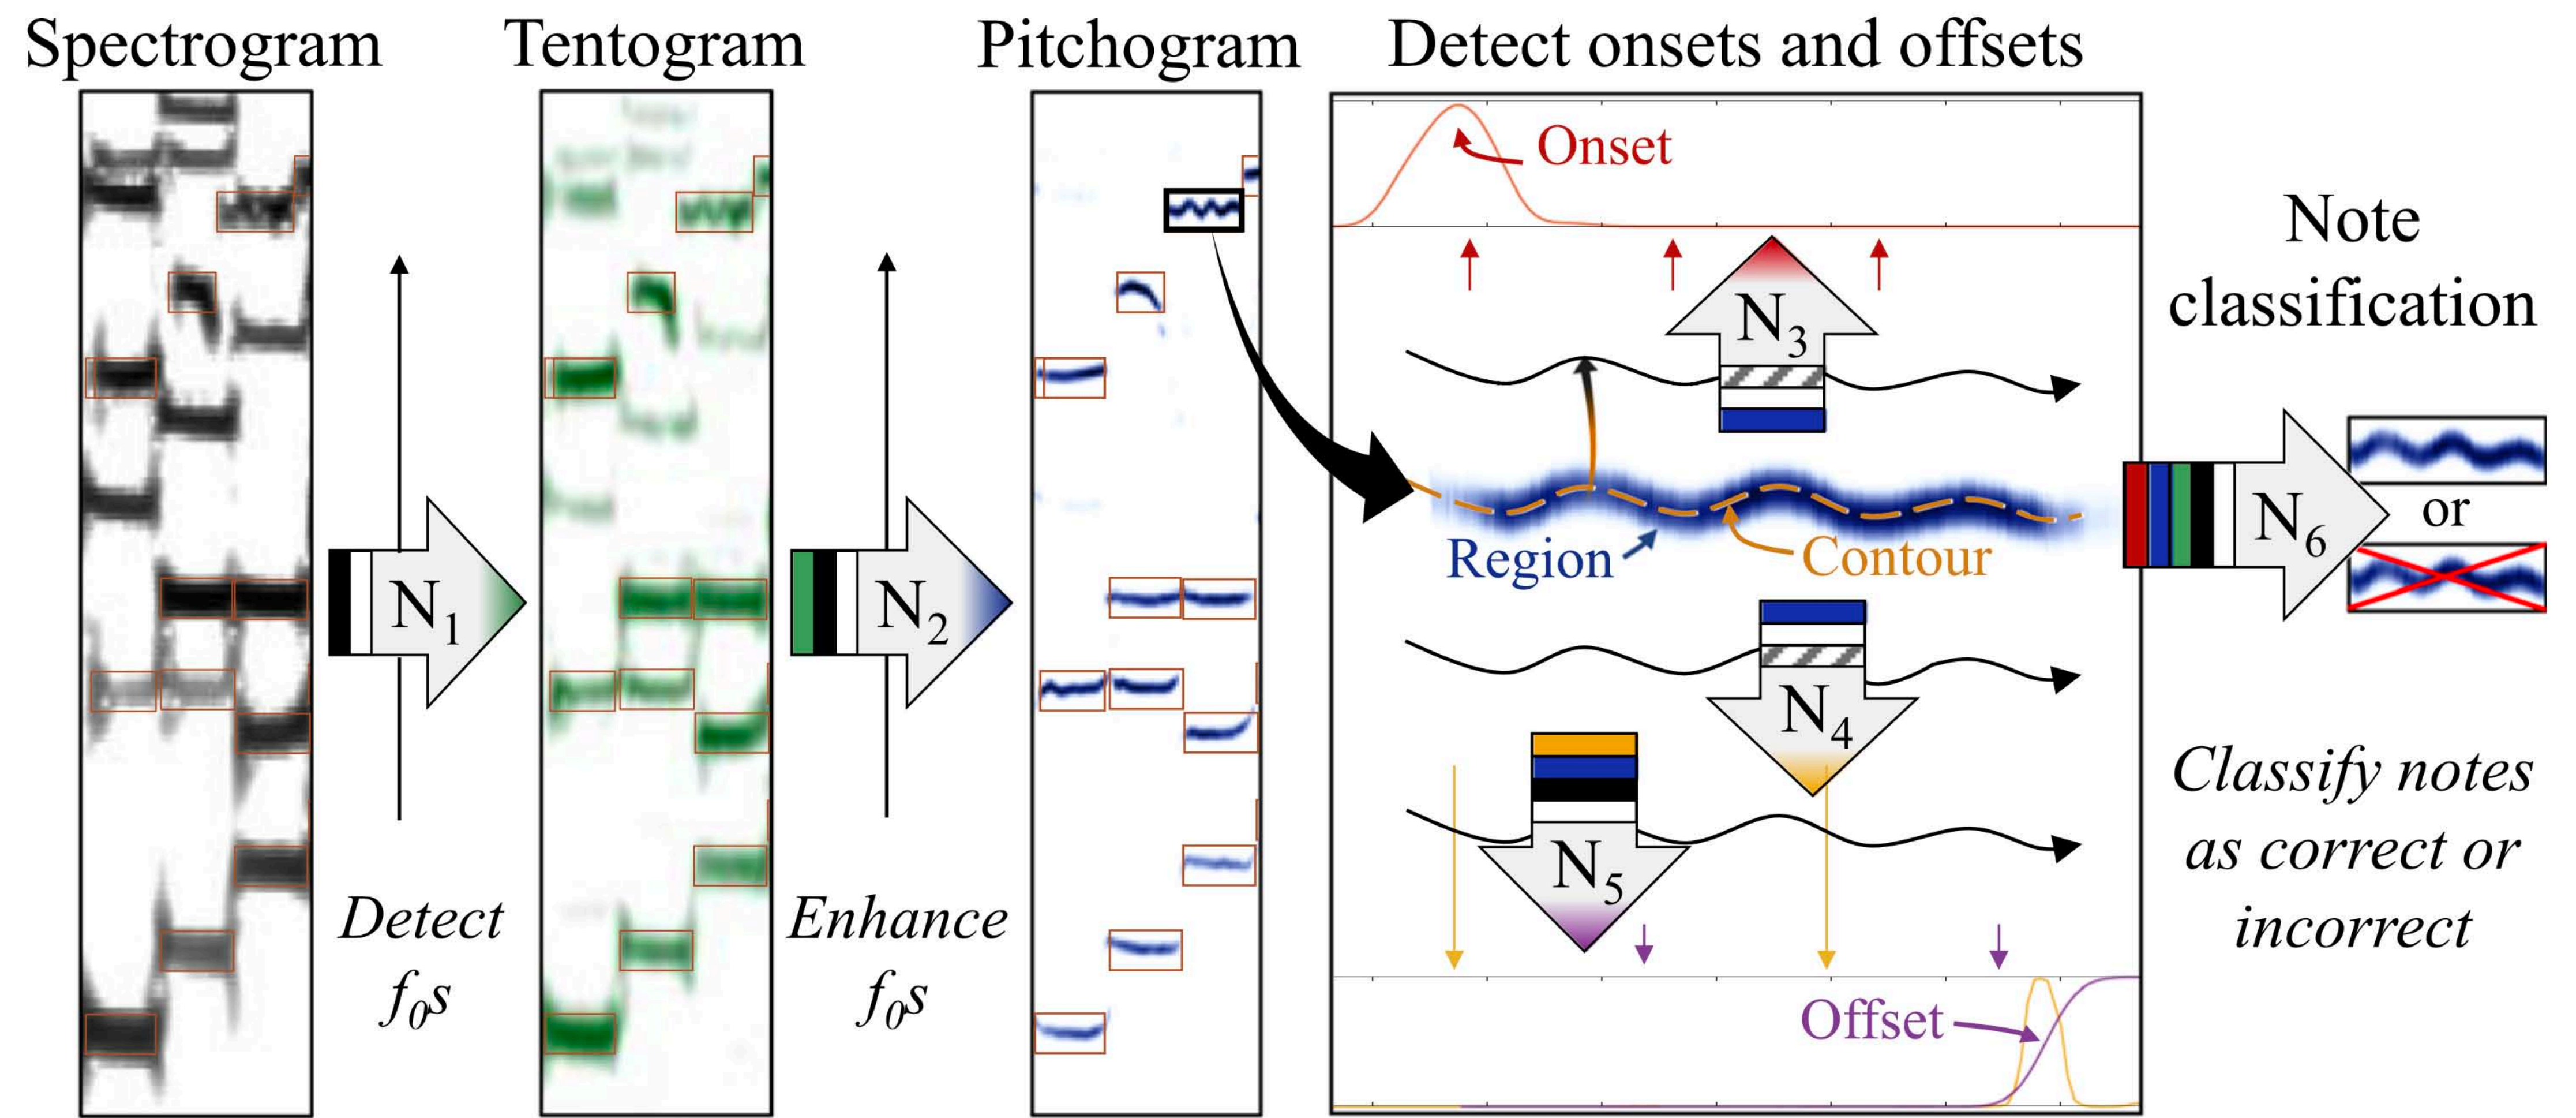 Spectrogram
Tentogram
Pitchogram
Detect onsets and offsets
Onset
N3
Region
Contour
N4
N5
Offset
N1
Detect
f0s
N2
Enhance
f0s
Note
classification
N6
or
Classify notes
as correct or
incorrect